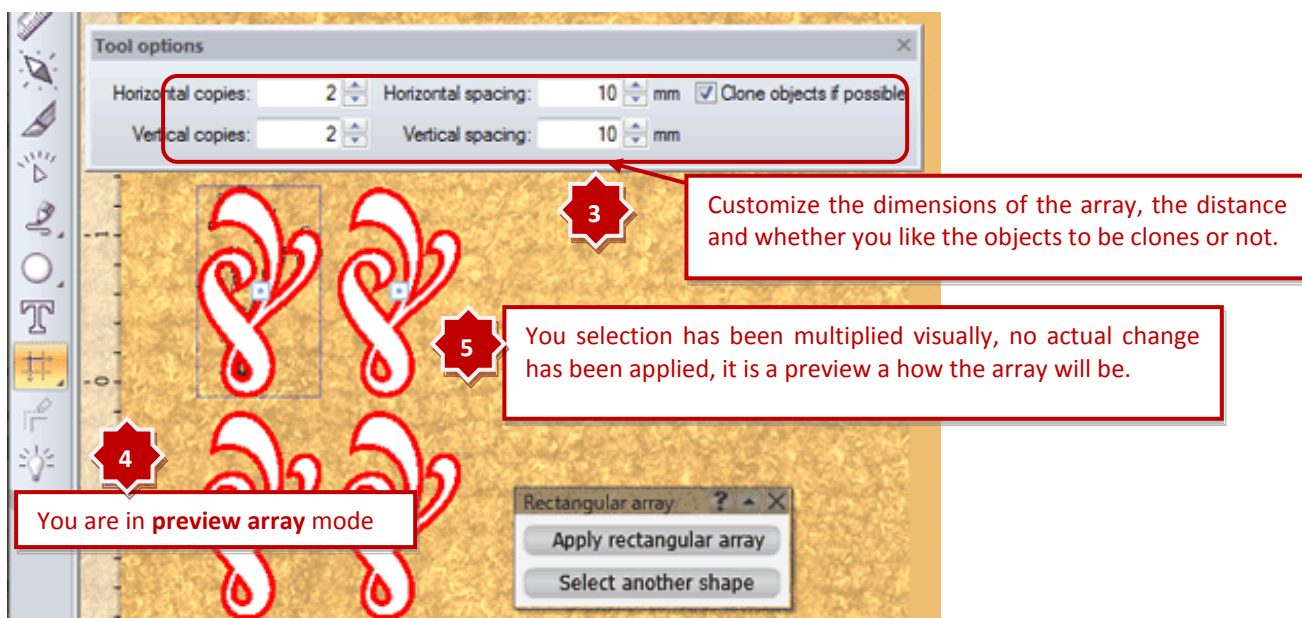 Tool options
Horizontal copies: 2 Horizontal spacing: 10 mm Clone objects if possible
Vertical copies: 2 Vertical spacing: 10 mm
3
Customize the dimensions of the array, the distance
and whether you like the objects to be clones or not.
1
5
You selection has been multiplied visually, no actual change
has been applied, it is a preview a how the array will be.
0
4
You are in preview array mode
Rectangular array ?
Apply rectangular array
Select another shape